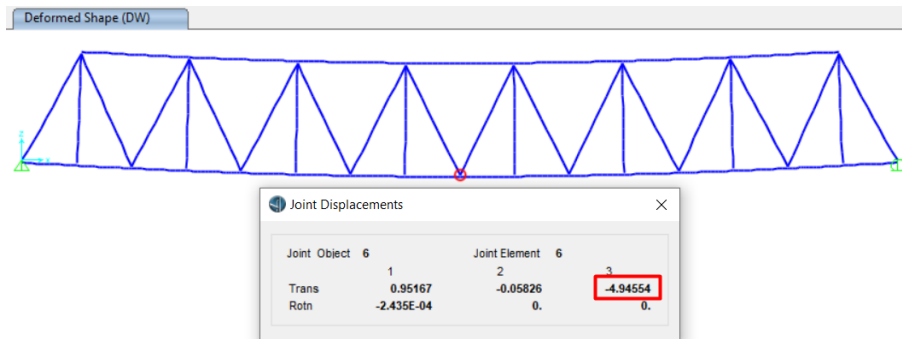 Deformed Shape (DW)
Z
Joint Displacements
Joint Object 6 Joint Element 6
1 2 3
Trans 0.95167 -0.05826 -4.94554
Rotn -2.435E-04 0. 0.